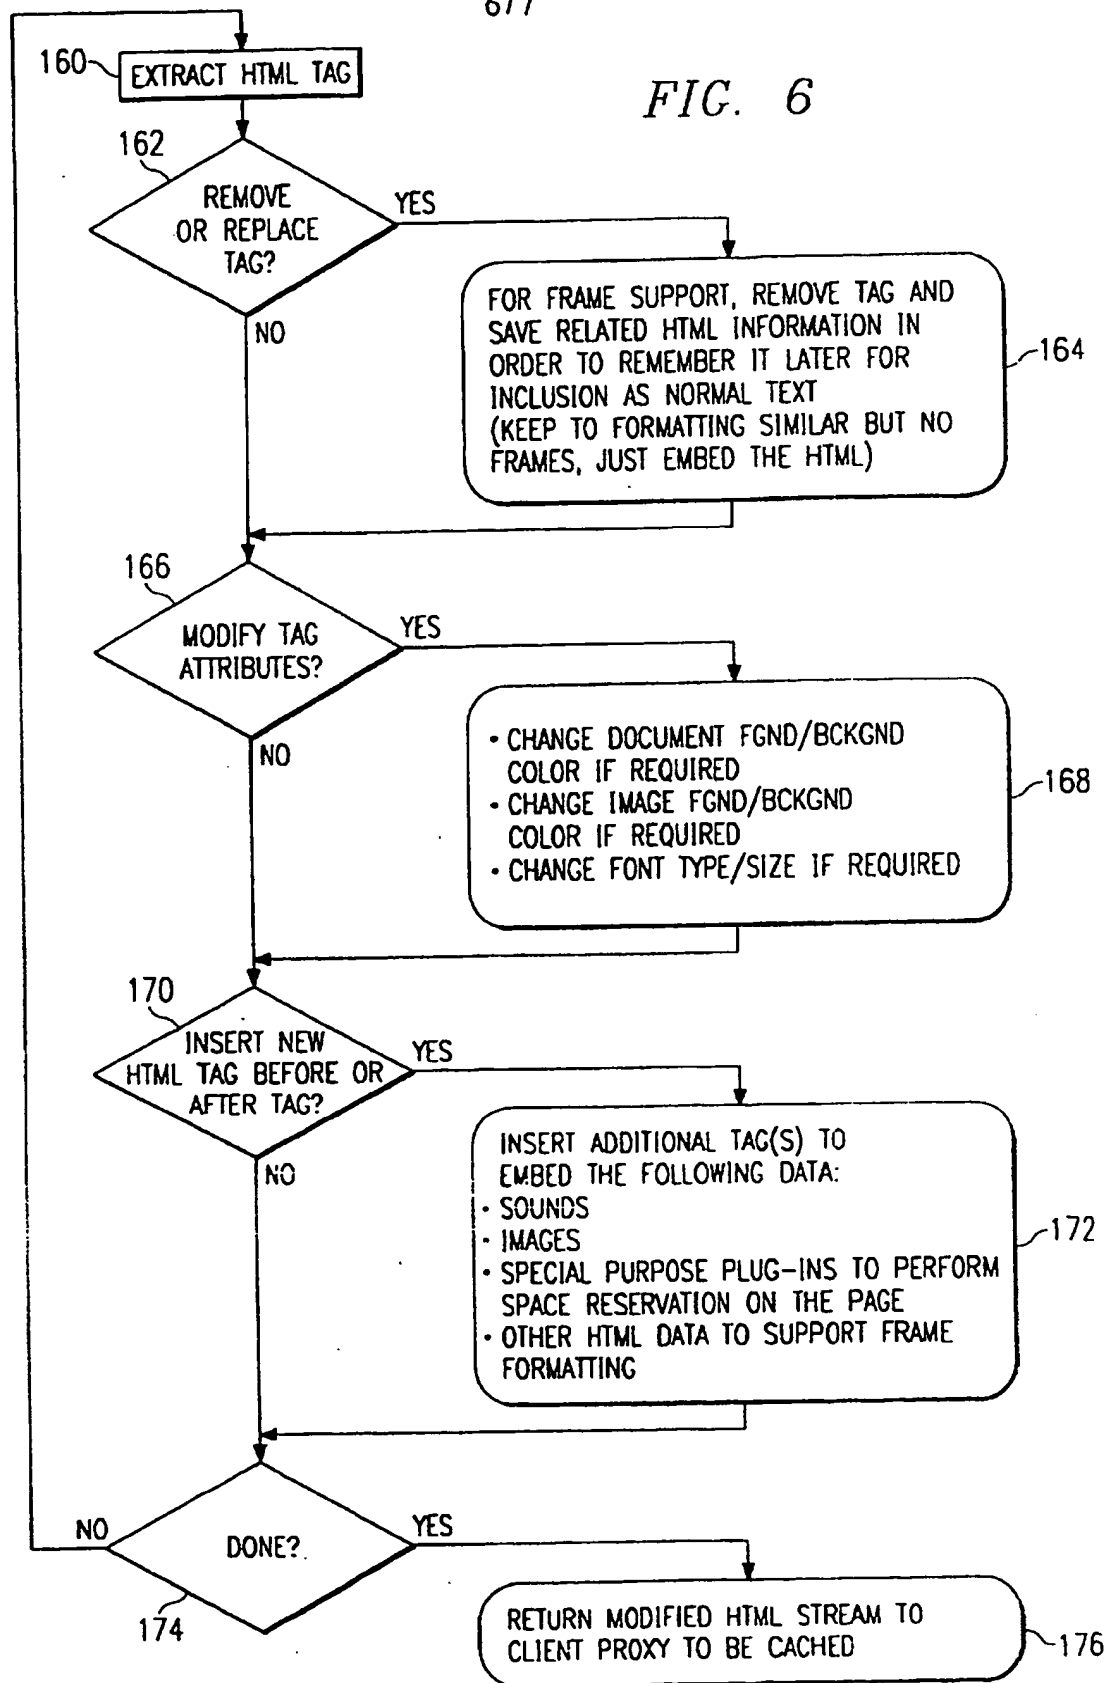 6/7
160
EXTRACT HTML TAG
FIG. 6
162
REMOVE
OR REPLACE
TAG?
YES
NO
FOR FRAME SUPPORT, REMOVE TAG AND
SAVE RELATED HTML INFORMATION IN
ORDER TO REMEMBER IT LATER FOR
INCLUSION AS NORMAL TEXT
(KEEP TO FORMATTING SIMILAR BUT NO
FRAMES, JUST EMBED THE HTML)
164
166
MODIFY TAG
ATTRIBUTES?
YES
NO
• CHANGE DOCUMENT FGND/BCKGND
COLOR IF REQUIRED
• CHANGE IMAGE FGND/BCKGND
COLOR IF REQUIRED
• CHANGE FONT TYPE/SIZE IF REQUIRED
168
170
INSERT NEW
HTML TAG BEFORE OR
AFTER TAG?
YES
NO
INSERT ADDITIONAL TAG(S) TO
EMBED THE FOLLOWING DATA:
• SOUNDS
• IMAGES
• SPECIAL PURPOSE PLUG-INS TO PERFORM
SPACE RESERVATION ON THE PAGE
• OTHER HTML DATA TO SUPPORT FRAME
FORMATTING
172
NO
DONE?
YES
174
RETURN MODIFIED HTML STREAM TO
CLIENT PROXY TO BE CACHED
176